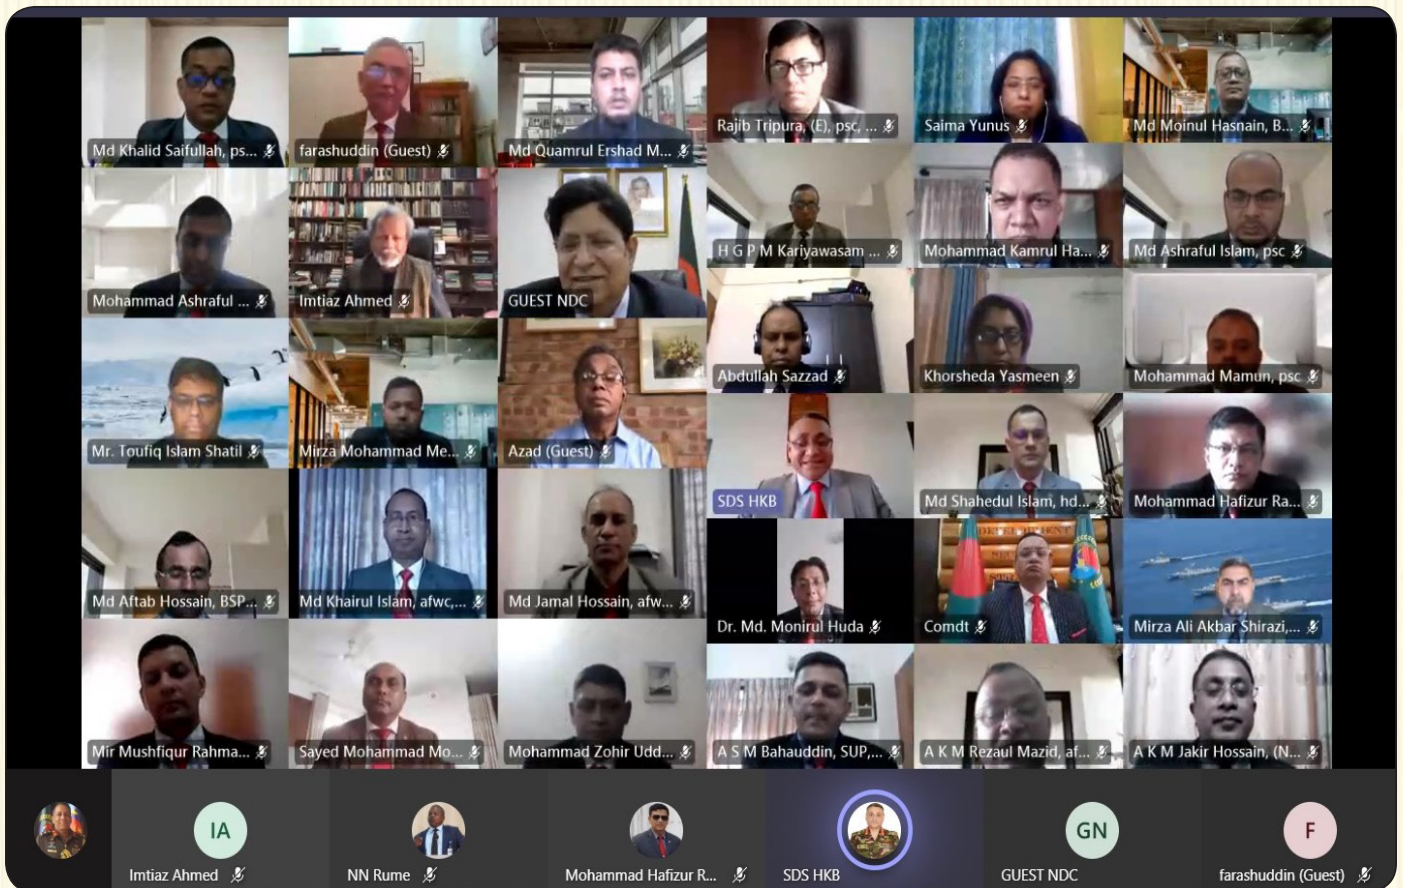 Md Khalid Saifullah, ps...
farashuddin (Guest)
Md Quamrul Ershad M...
Rajib Tripura, (E), psc, ...
Saima Yunus
Md Moinul Hasnain, B...
H G P M Kariyawasam ...
Mohammad Kamrul Ha...
Md Ashraful Islam, psc
Mohammad Ashraful ...
Imtiaz Ahmed
GUEST NDC
Abdullah Sazzad
Khorsheda Yasmeen
Mohammad Mamun, psc
Mr. Toufiq Islam Shatil
Mirza Mohammad Me...
Azad (Guest)
SDS HKB
Md Shahedul Islam, hd...
Mohammad Hafizur Ra...
Md Aftab Hossain, BSP...
Md Khairul Islam, afwc,...
Md Jamal Hossain, afw...
Dr. Md. Monirul Huda
Comdt
Mirza Ali Akbar Shirazi,...
Mir Mushfiqur Rahma...
Sayed Mohammad Mo...
Mohammad Zohir Udd...
A S M Bahauddin, SUP,...
A K M Rezaul Mazid, af...
A K M Jakir Hossain, (N...
IA
GN
F
Imtiaz Ahmed
NN Rume
Mohammad Hafizur R...
SDS HKB
GUEST NDC
farashuddin (Guest)